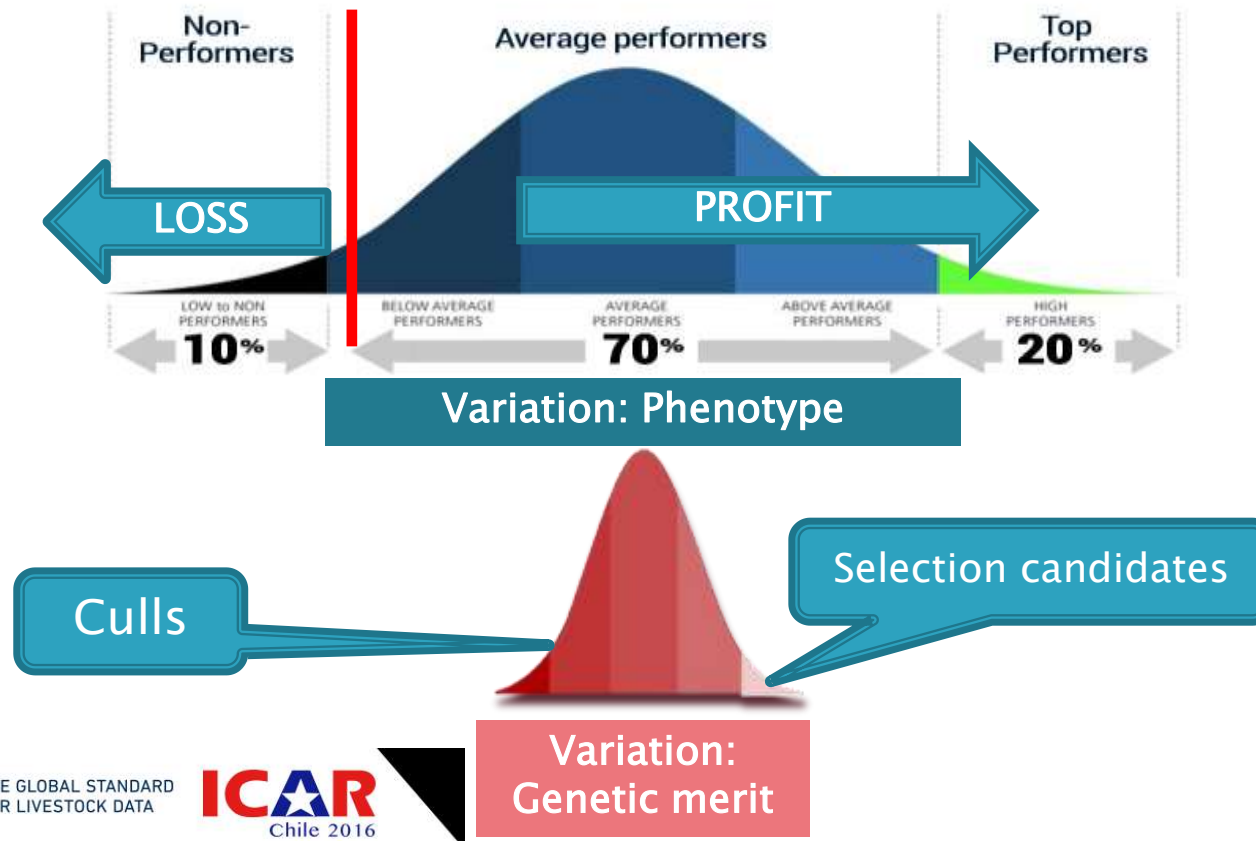 Non-
Performers
Average performers
Top
Performers
LOSS
PROFIT
LOW to NON
PERFORMERS
10%
BELOW AVERAGE
PERFORMERS
AVERAGE
PERFORMERS
70%
ABOVE AVERAGE
PERFORMERS
HIGH
PERFORMERS
20%
Variation: Phenotype
Culls
Selection candidates
Variation:
Genetic merit
E GLOBAL STANDARD
R LIVESTOCK DATA
ICAR
Chile 2016